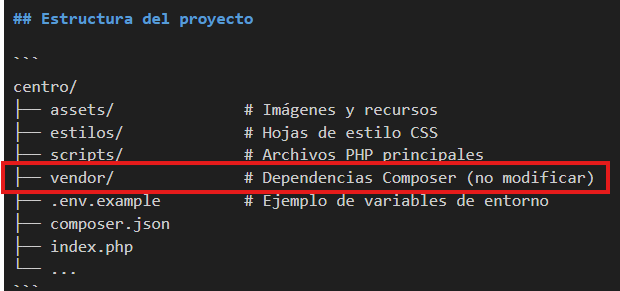 ## Estructura del proyecto
```
centro/
├── assets/             # Imágenes y recursos
├── estilos/            # Hojas de estilo CSS
├── scripts/            # Archivos PHP principales
├── vendor/             # Dependencias Composer (no modificar)
├── .env.example        # Ejemplo de variables de entorno
├── composer.json
├── index.php
└── ...
```